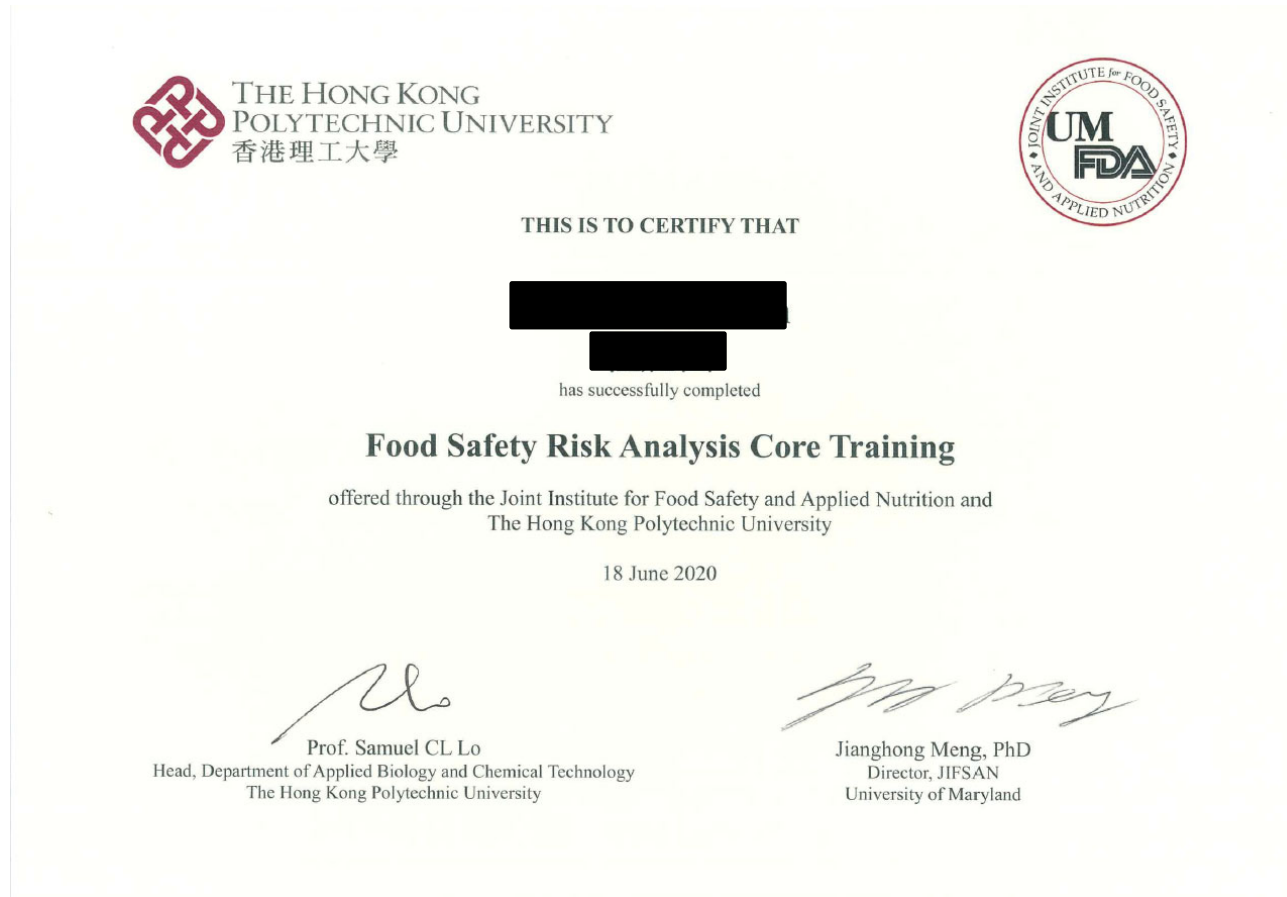 THE HONG KONG
POLYTECHNIC UNIVERSITY
香港理工大學
JOINT INSTITUTE for FOOD SAFETY
AND APPLIED NUTRITION
UM
FDA
THIS IS TO CERTIFY THAT
has successfully completed
Food Safety Risk Analysis Core Training
offered through the Joint Institute for Food Safety and Applied Nutrition and
The Hong Kong Polytechnic University
18 June 2020
Prof. Samuel CL Lo
Head, Department of Applied Biology and Chemical Technology
The Hong Kong Polytechnic University
Jianghong Meng, PhD
Director, JIFSAN
University of Maryland